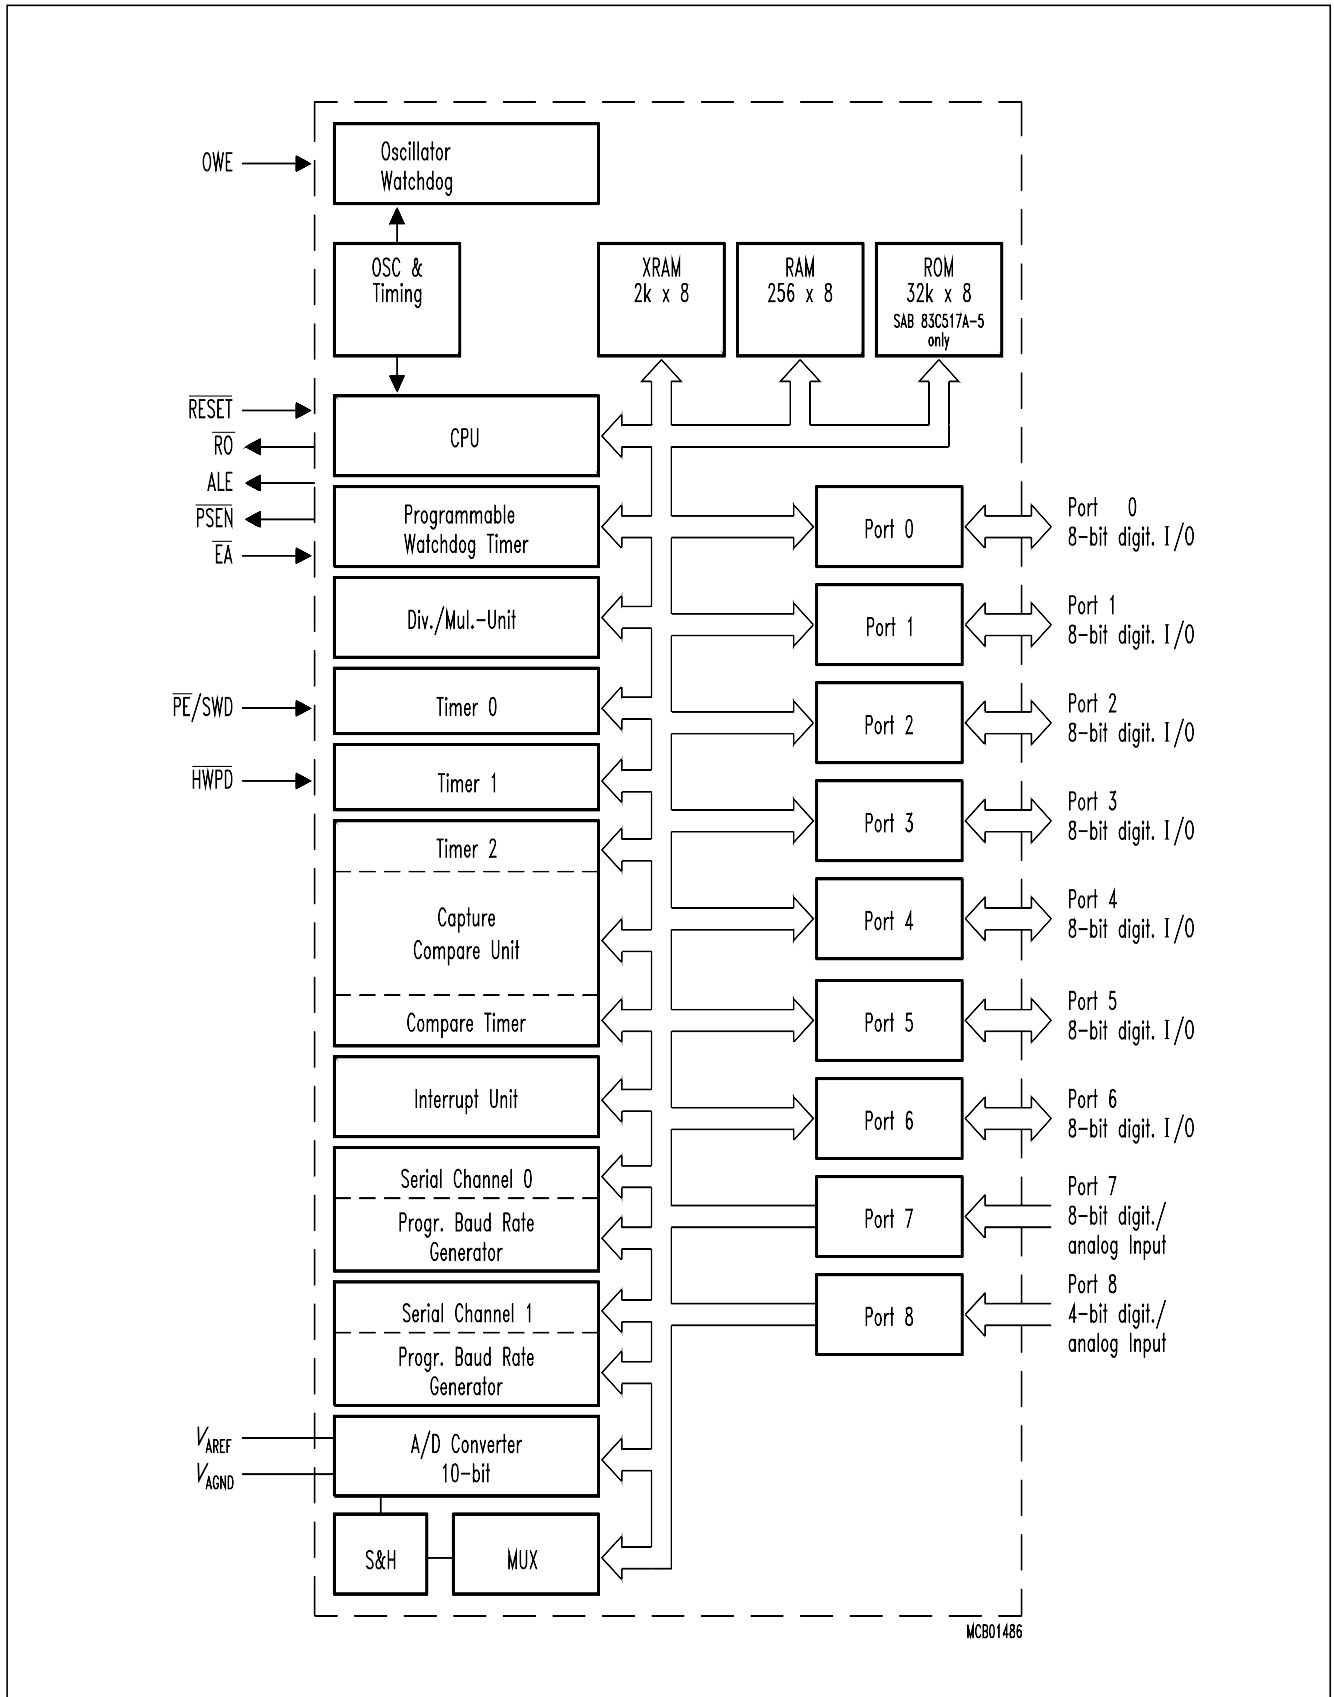 OWE
Oscillator
Watchdog
OSC &
Timing
XRAM
2k x 8
RAM
256 x 8
ROM
32k x 8
SAB 83C517A-5
only
RESET
RO
ALE
PSEN
EA
PE/SWD
HWPD
CPU
Programmable
Watchdog Timer
Div./Mul.-Unit
Timer 0
Timer 1
Timer 2
Capture
Compare Unit
Compare Timer
Interrupt Unit
Serial Channel 0
Progr. Baud Rate
Generator
Serial Channel 1
Progr. Baud Rate
Generator
VAREF
VAGND
A/D Converter
10-bit
S&H
MUX
Port 0
Port 0
8-bit digit. I/O
Port 1
Port 1
8-bit digit. I/O
Port 2
Port 2
8-bit digit. I/O
Port 3
Port 3
8-bit digit. I/O
Port 4
Port 4
8-bit digit. I/O
Port 5
Port 5
8-bit digit. I/O
Port 6
Port 6
8-bit digit. I/O
Port 7
Port 7
8-bit digit./
analog Input
Port 8
Port 8
4-bit digit./
analog Input
MCB01486